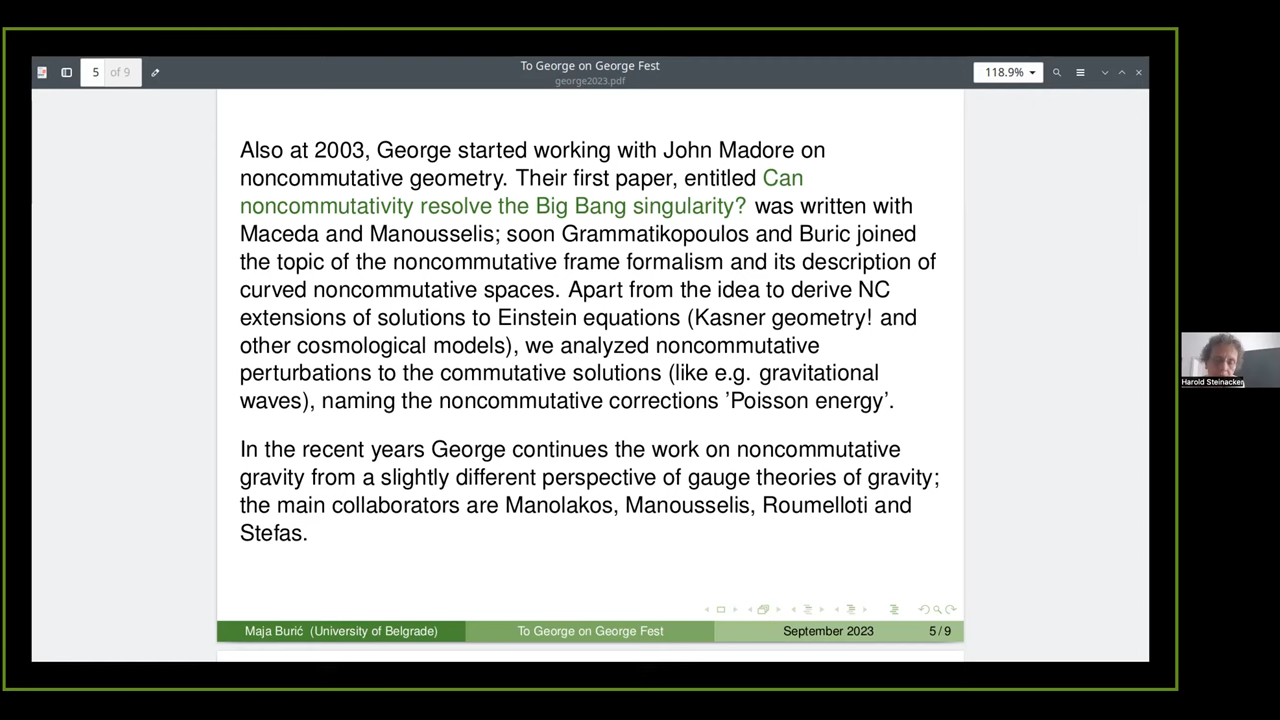 5 of 9
To George on George Fest
george2023.pdf
118.9%
Also at 2003, George started working with John Madore on
noncommutative geometry. Their first paper, entitled Can
noncommutativity resolve the Big Bang singularity? was written with
Maceda and Manousselis; soon Grammatikopoulos and Buric joined
the topic of the noncommutative frame formalism and its description of
curved noncommutative spaces. Apart from the idea to derive NC
extensions of solutions to Einstein equations (Kasner geometry! and
other cosmological models), we analyzed noncommutative
perturbations to the commutative solutions (like e.g. gravitational
waves), naming the noncommutative corrections ’Poisson energy’.
In the recent years George continues the work on noncommutative
gravity from a slightly different perspective of gauge theories of gravity;
the main collaborators are Manolakos, Manousselis, Roumelloti and
Stefas.
Maja Burić (University of Belgrade)
To George on George Fest
September 2023
5 / 9
Harold Steinacker